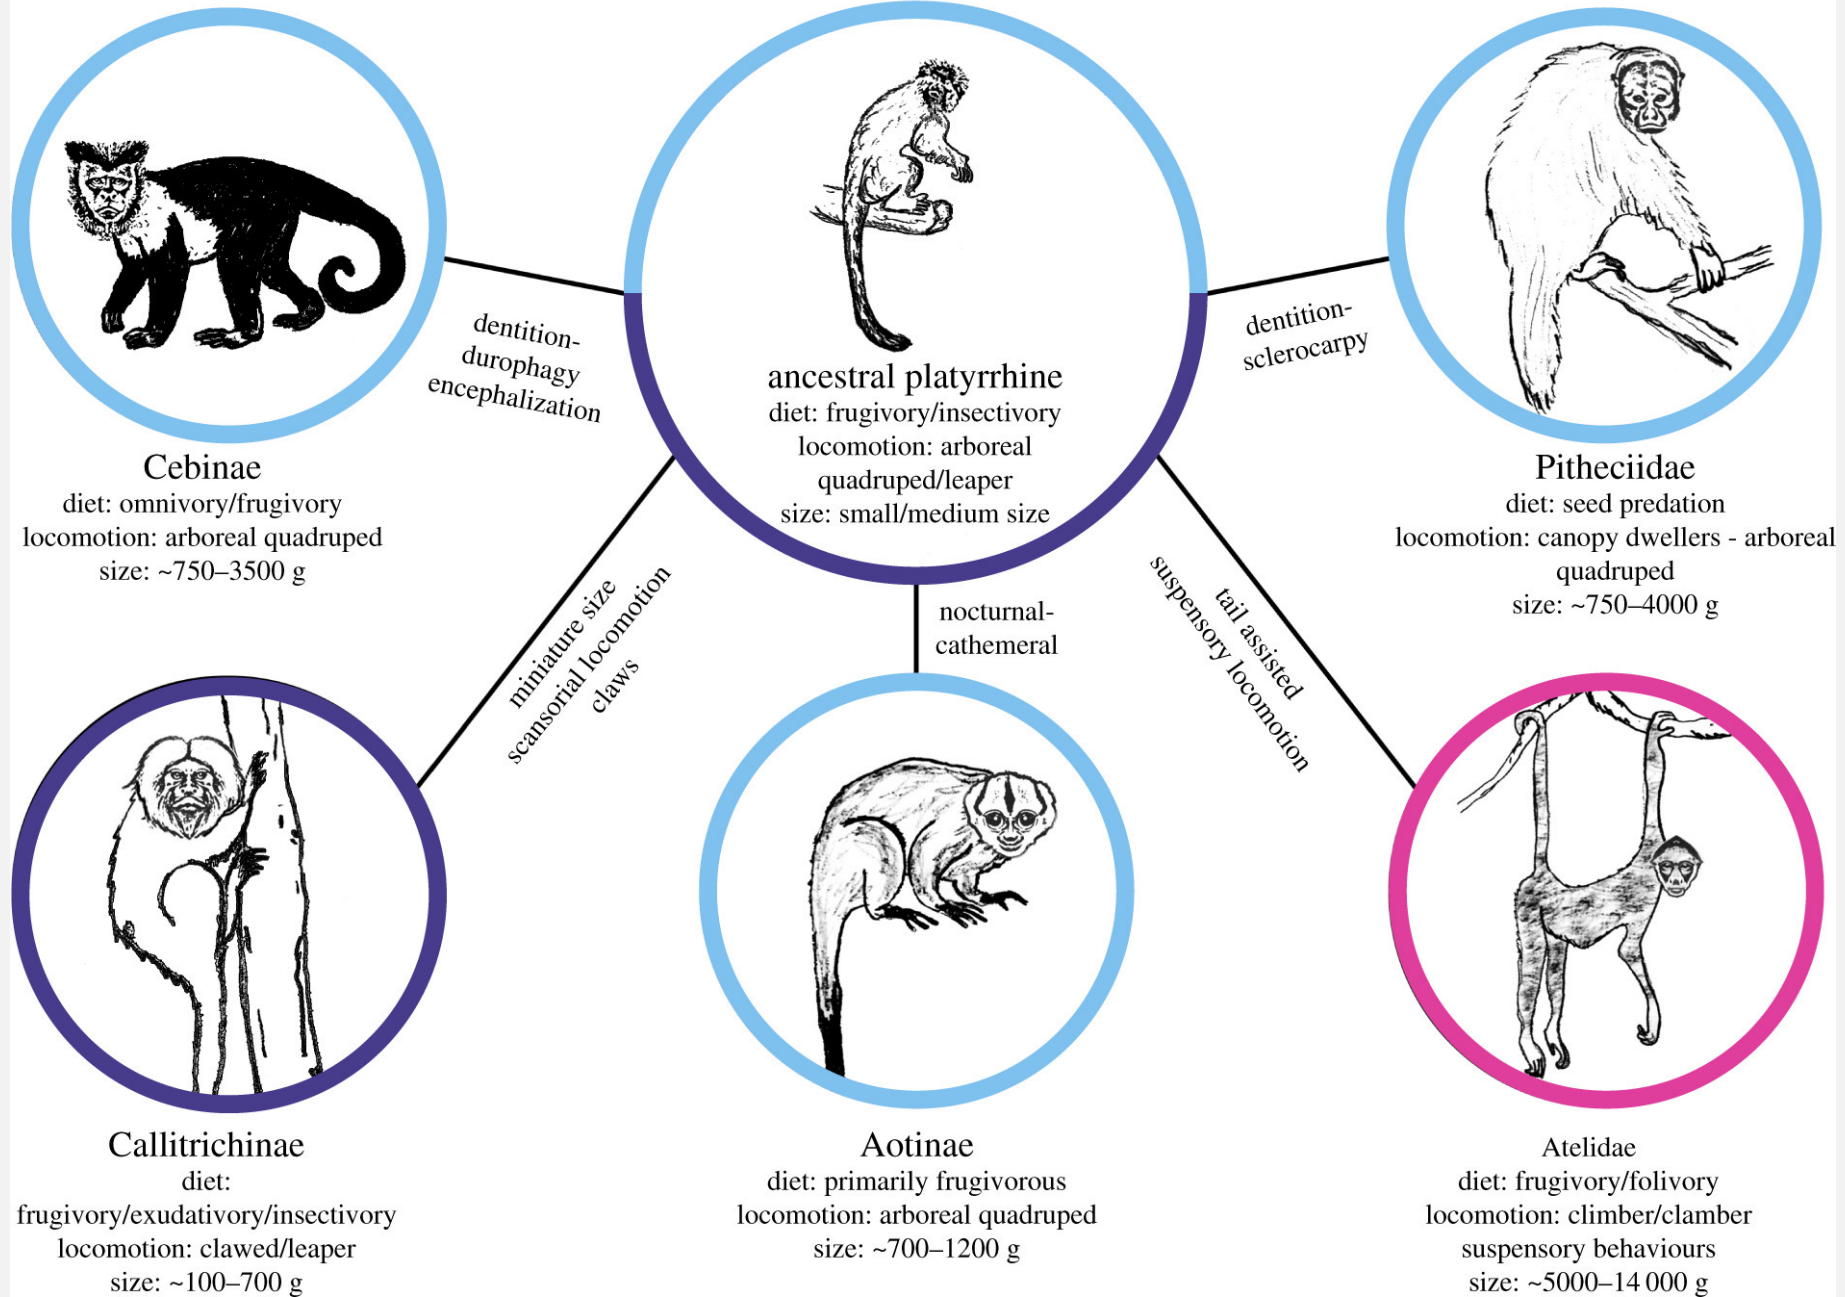 ancestral platyrrhine
diet: frugivory/insectivory
locomotion: arboreal
quadruped/leaper
size: small/medium size
dentition-
durophagy
encephalization
dentition-
sclerocarpy
Cebinae
diet: omnivory/frugivory
locomotion: arboreal quadruped
size: ~750–3500 g
Pitheciidae
diet: seed predation
locomotion: canopy dwellers - arboreal
quadruped
size: ~750–4000 g
miniature size
scansorial locomotion
claws
nocturnal-
cathemeral
tail assisted
suspensory locomotion
Callitrichinae
diet:
frugivory/exudativory/insectivory
locomotion: clawed/leaper
size: ~100–700 g
Aotinae
diet: primarily frugivorous
locomotion: arboreal quadruped
size: ~700–1200 g
Atelidae
diet: frugivory/folivory
locomotion: climber/clamber
suspensory behaviours
size: ~5000–14 000 g